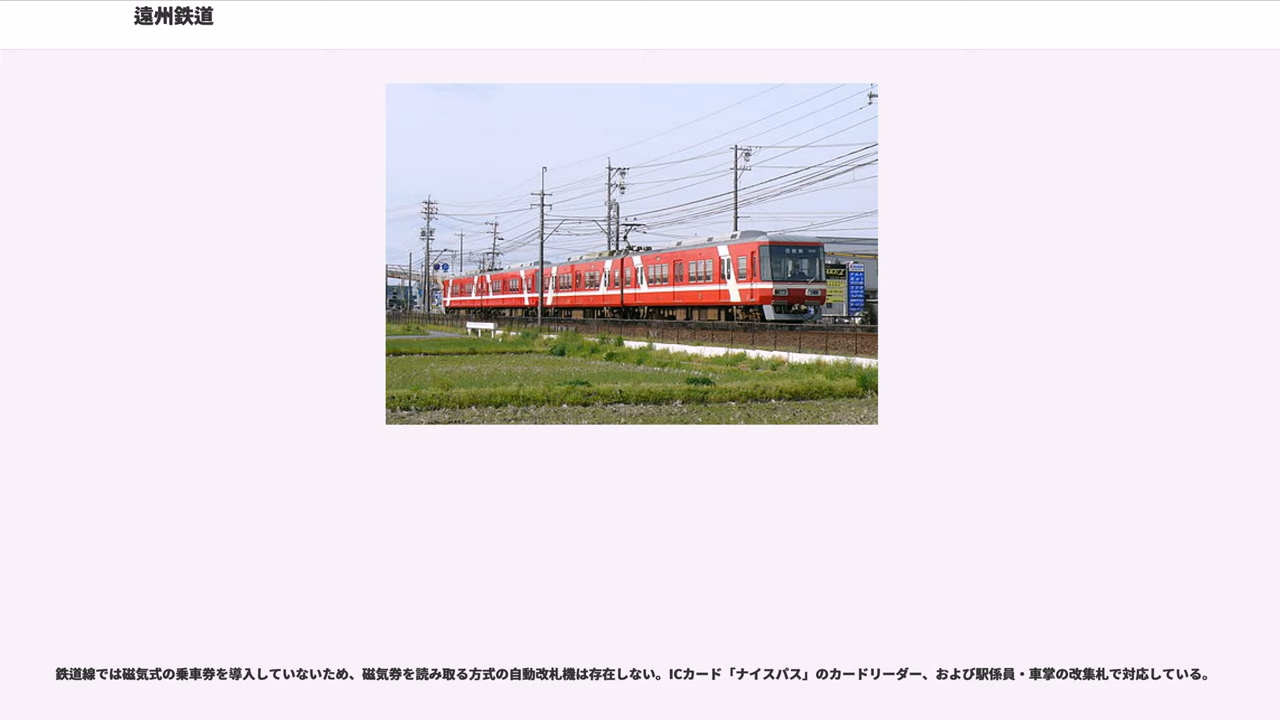 遠州鉄道
鉄道線では磁気式の乗車券を導入していないため、磁気券を読み取る方式の自動改札機は存在しない。ICカード「ナイスパス」のカードリーダー、および駅係員・車掌の改集札で対応している。